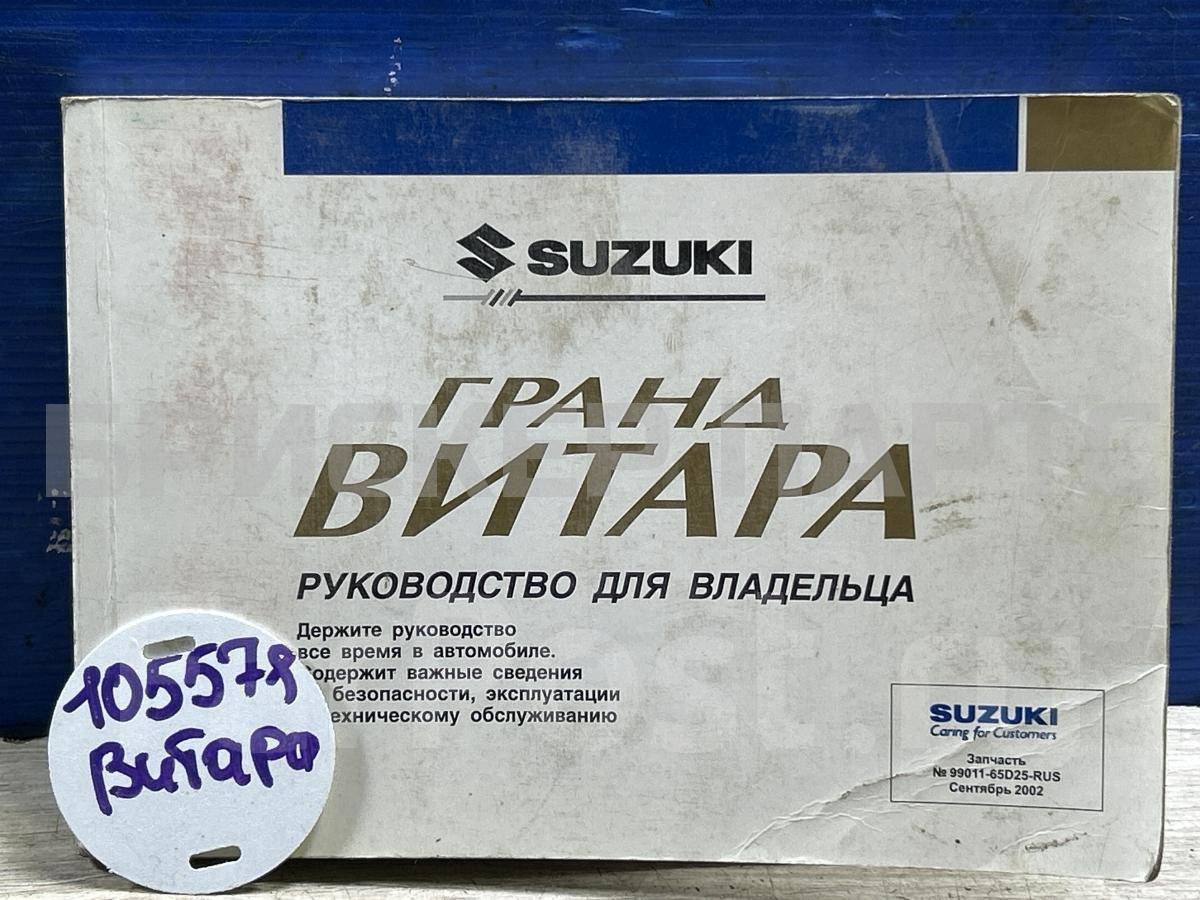 SUZUKI
ГРАНД
ВИТАРА
РУКОВОДСТВО ДЛЯ ВЛАДЕЛЬЦА
Держите руководство
все время в автомобиле.
Содержит важные сведения
безопасности, эксплуатации
техническому обслуживанию
SUZUKI
Caring for Customers
Запчасть
№ 99011-65D25-RUS
Сентябрь 2002
Витара